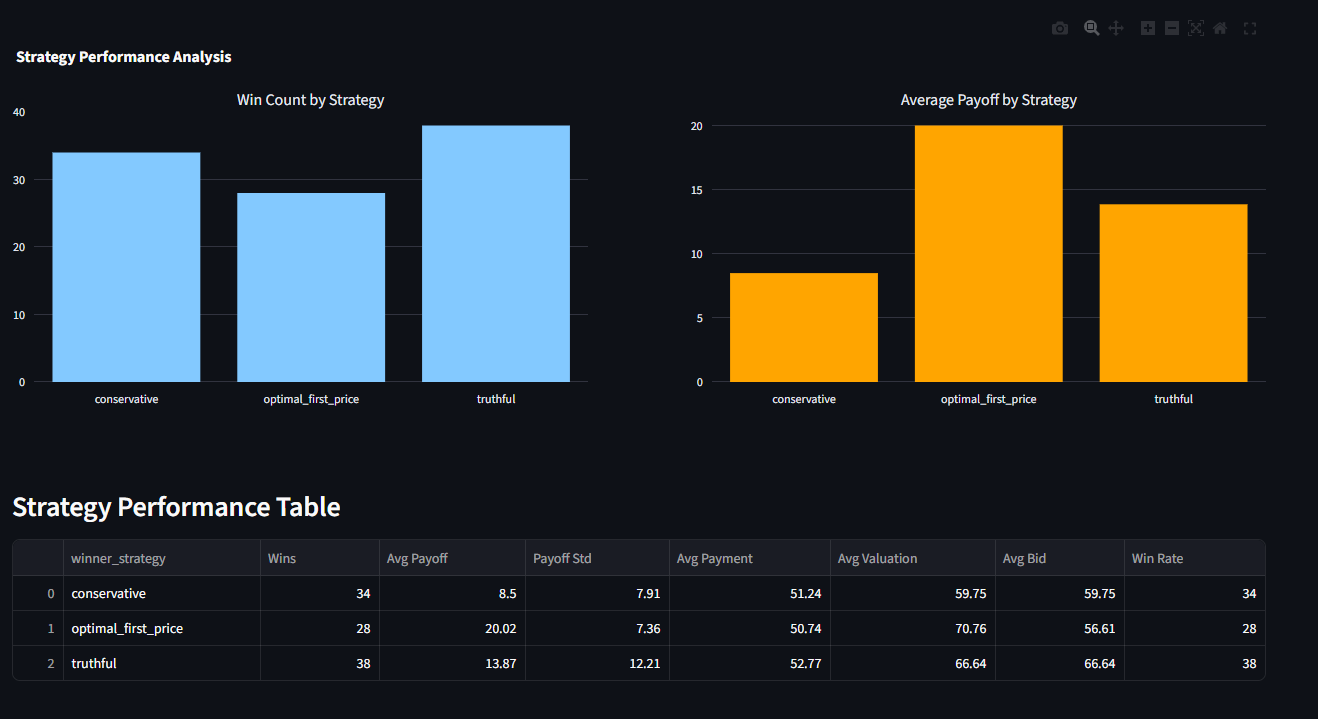 Strategy Performance Analysis
Win Count by Strategy
40
30
20
10
0
conservative optimal_first_price truthful
Average Payoff by Strategy
20
15
10
5
0
conservative optimal_first_price truthful
Strategy Performance Table
winner_strategy Wins Avg Payoff Payoff Std Avg Payment Avg Valuation Avg Bid Win Rate
0 conservative 34 8.5 7.91 51.24 59.75 59.75 34
1 optimal_first_price 28 20.02 7.36 50.74 70.76 56.61 28
2 truthful 38 13.87 12.21 52.77 66.64 66.64 38